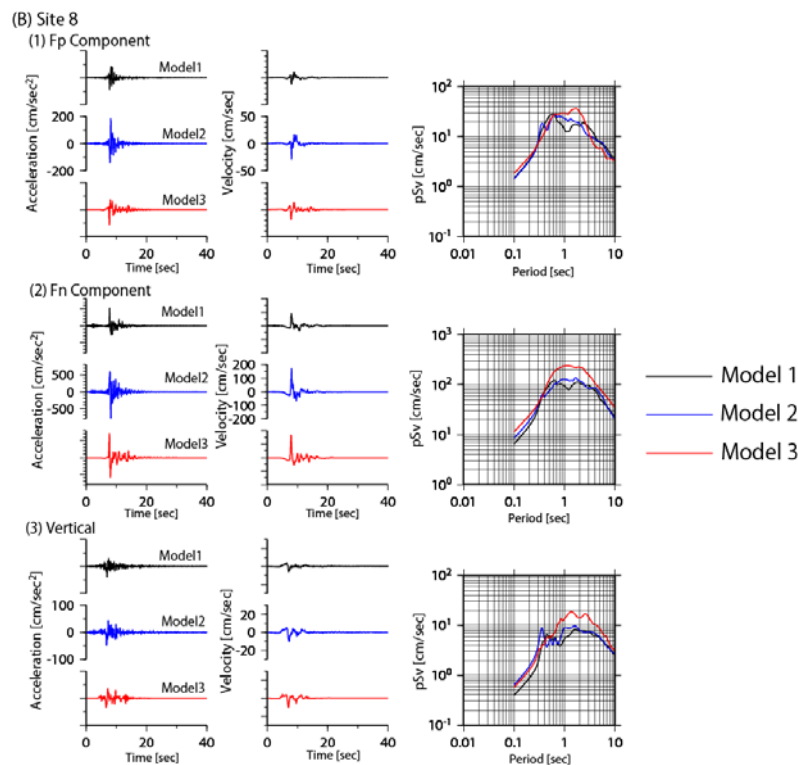 (B) Site 8
(1) Fp Component
Acceleration [cm/sec²]
200
0
-200
Model1
Model2
Model3
0 20 40
Time [sec]
Velocity [cm/sec]
50
0
-50
0 20 40
Time [sec]
pSv [cm/sec]
10²
10¹
10⁰
10⁻¹
0.01 0.1 1 10
Period [sec]
(2) Fn Component
Acceleration [cm/sec²]
500
0
-500
Model1
Model2
Model3
0 20 40
Time [sec]
Velocity [cm/sec]
200
100
0
-100
-200
0 20 40
Time [sec]
pSv [cm/sec]
10³
10²
10¹
10⁰
0.01 0.1 1 10
Period [sec]
Model 1
Model 2
Model 3
(3) Vertical
Acceleration [cm/sec²]
100
0
-100
Model1
Model2
Model3
0 20 40
Time [sec]
Velocity [cm/sec]
20
0
-20
0 20 40
Time [sec]
pSv [cm/sec]
10²
10¹
10⁰
10⁻¹
0.01 0.1 1 10
Period [sec]